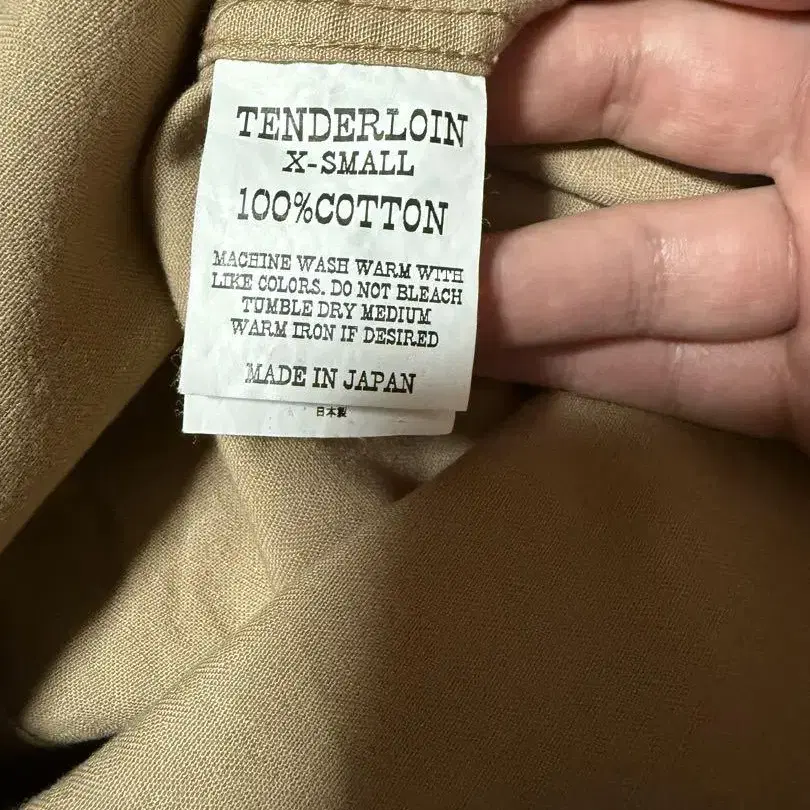 TENDERLOIN
X-SMALL
100%COTTON
MACHINE WASH WARM WITH
LIKE COLORS. DO NOT BLEACH
TUMBLE DRY MEDIUM
WARM IRON IF DESIRED
MADE IN JAPAN
日本製